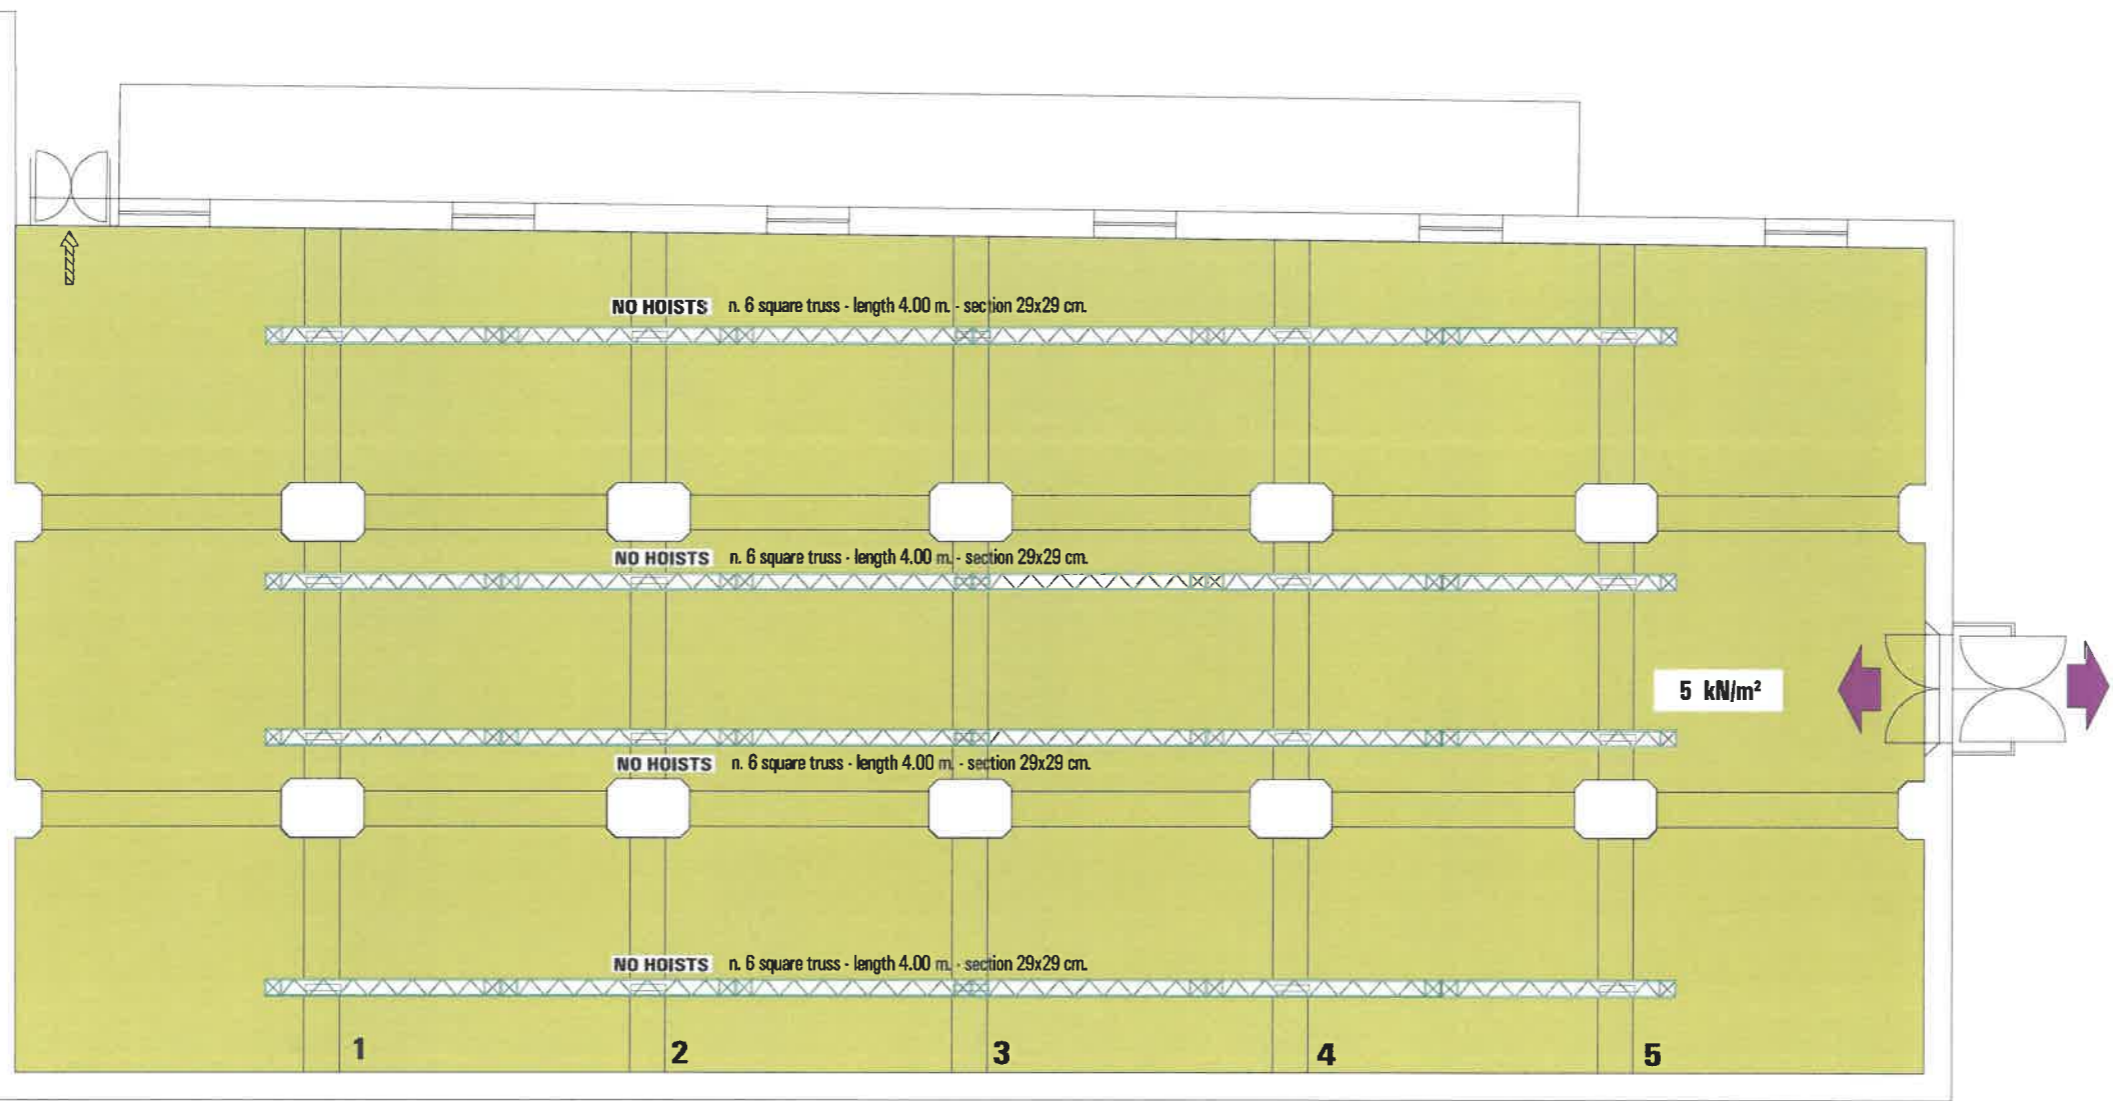 NO HOISTS n. 6 square truss - length 4.00 m. - section 29x29 cm.
NO HOISTS n. 6 square truss - length 4.00 m. - section 29x29 cm.
5 kN/m²
NO HOISTS n. 6 square truss - length 4.00 m. - section 29x29 cm.
NO HOISTS n. 6 square truss - length 4.00 m. - section 29x29 cm.
1 2 3 4 5